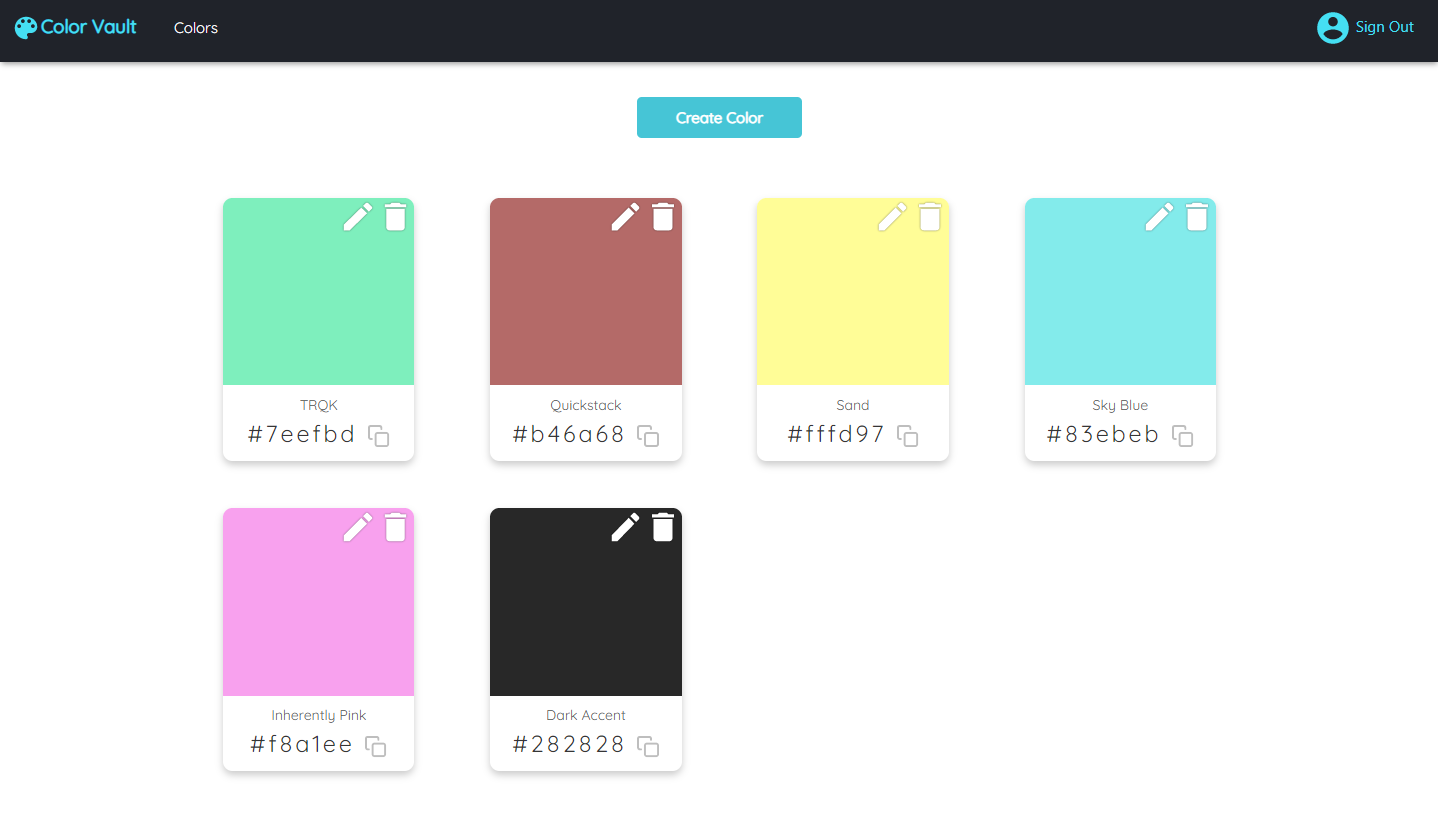 Color Vault
Colors
Sign Out
Create Color
TRQK
#7eefbd
Quickstack
#b46a68
Sand
#fffd97
Sky Blue
#83ebeb
Inherently Pink
#f8a1ee
Dark Accent
#282828